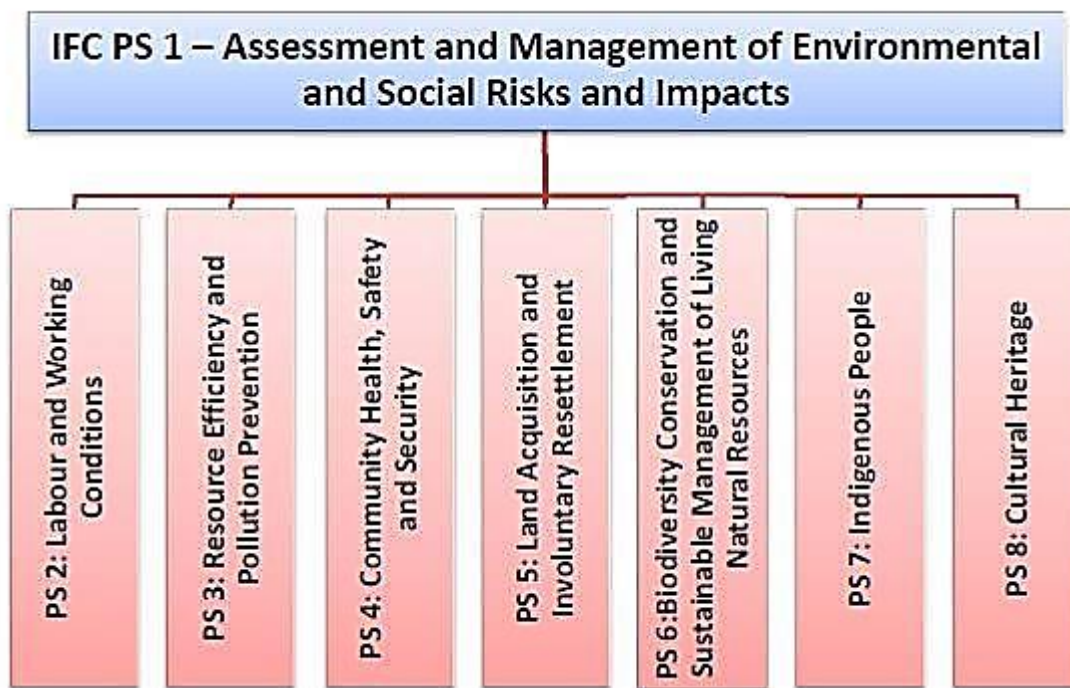 IFC PS 1 – Assessment and Management of Environmental
and Social Risks and Impacts
PS 2: Labour and Working
Conditions
PS 3: Resource Efficiency and
Pollution Prevention
PS 4: Community Health, Safety
and Security
PS 5: Land Acquisition and
Involuntary Resettlement
PS 6:Biodiversity Conservation and
Sustainable Management of Living
Natural Resources
PS 7: Indigenous People
PS 8: Cultural Heritage